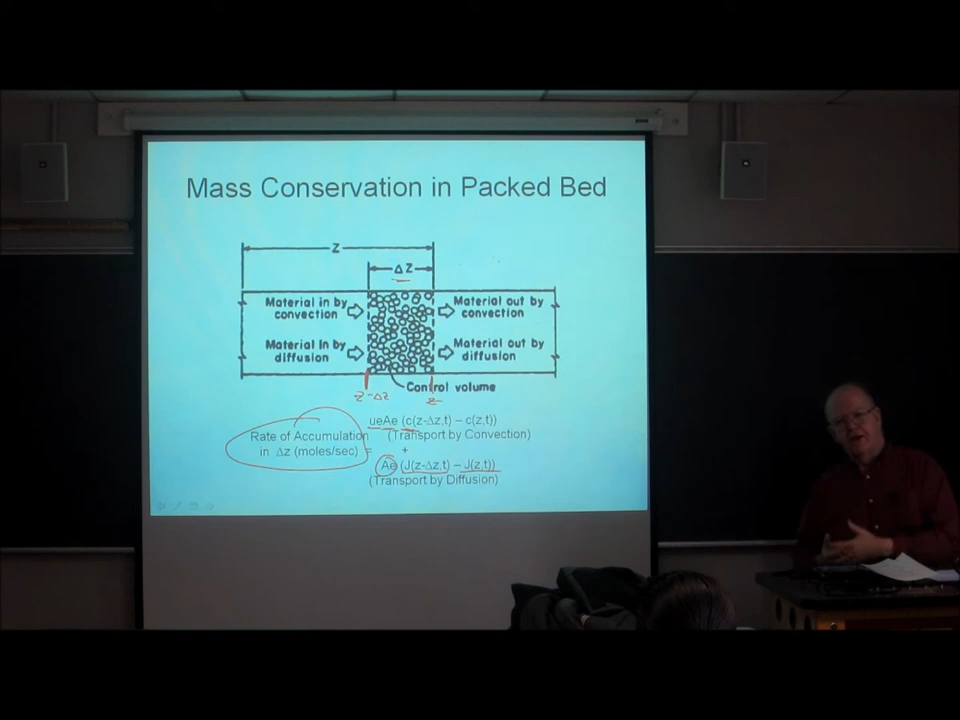 Mass Conservation in Packed Bed
Z
ΔZ
Material in by
convection
Material out by
convection
Material in by
diffusion
Material out by
diffusion
Control volume
z-Δz
z
ueAe (c(z-Δz,t) – c(z,t))
Rate of Accumulation (Transport by Convection)
in Δz (moles/sec) = +
Ae (J(z-Δz,t) – J(z,t))
(Transport by Diffusion)